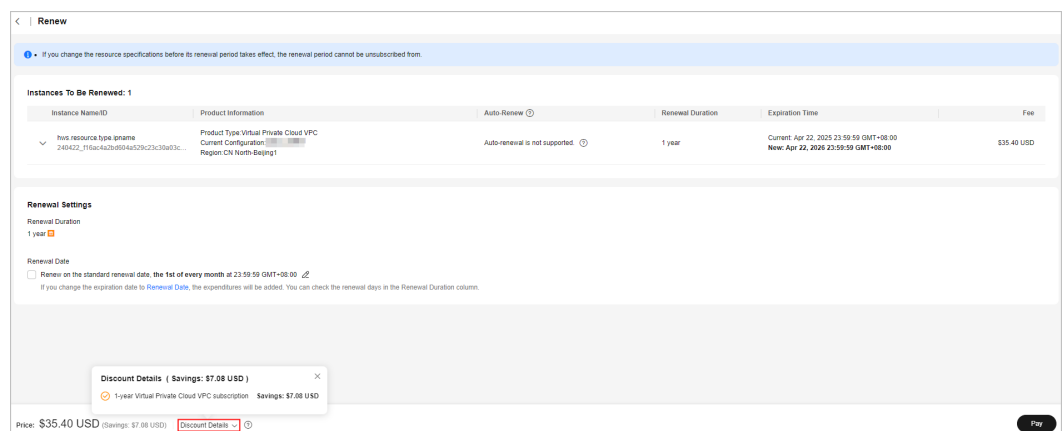 Renew
If you change the resource specifications before its renewal period takes effect, the renewal period cannot be unsubscribed from.
Instances To Be Renewed: 1
Instance Name/ID Product Information Auto-Renew Renewal Duration Expiration Time Fee
hws.resource.type.ipname
240422_f16ac4a2bd604a529c23c30a03c...
Product Type:Virtual Private Cloud VPC
Current Configuration:
Region:CN North-Beijing1
Auto-renewal is not supported.
1 year
Current: Apr 22, 2025 23:59:59 GMT+08:00
New: Apr 22, 2026 23:59:59 GMT+08:00
$35.40 USD
Renewal Settings
Renewal Duration
1 year
Renewal Date
Renew on the standard renewal date, the 1st of every month at 23:59:59 GMT+08:00
If you change the expiration date to Renewal Date, the expenditures will be added. You can check the renewal days in the Renewal Duration column.
Discount Details ( Savings: $7.08 USD )
1-year Virtual Private Cloud VPC subscription Savings: $7.08 USD
Price: $35.40 USD (Savings: $7.08 USD) Discount Details
Pay